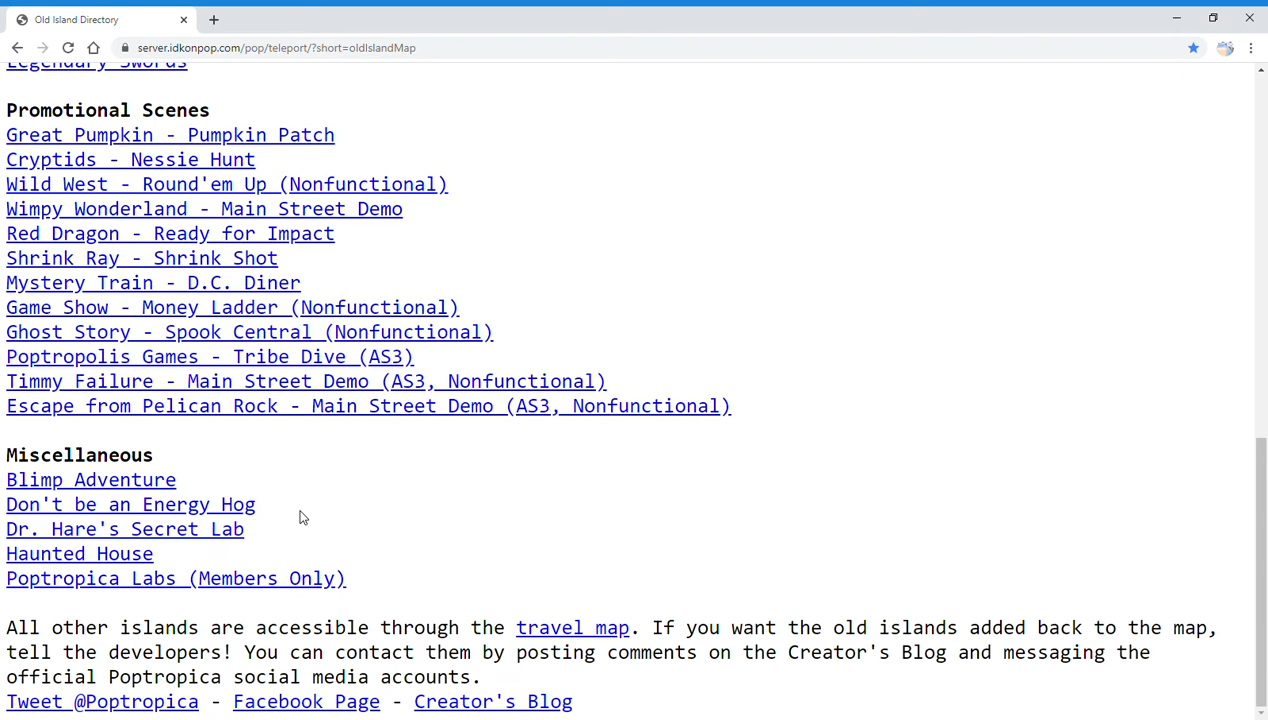 Old Island Directory
server.idkonpop.com/pop/teleport/?short=oldIslandMap
Legendary Swords
Promotional Scenes
Great Pumpkin - Pumpkin Patch
Cryptids - Nessie Hunt
Wild West - Round'em Up (Nonfunctional)
Wimpy Wonderland - Main Street Demo
Red Dragon - Ready for Impact
Shrink Ray - Shrink Shot
Mystery Train - D.C. Diner
Game Show - Money Ladder (Nonfunctional)
Ghost Story - Spook Central (Nonfunctional)
Poptropolis Games - Tribe Dive (AS3)
Timmy Failure - Main Street Demo (AS3, Nonfunctional)
Escape from Pelican Rock - Main Street Demo (AS3, Nonfunctional)
Miscellaneous
Blimp Adventure
Don't be an Energy Hog
Dr. Hare's Secret Lab
Haunted House
Poptropica Labs (Members Only)
All other islands are accessible through the travel map. If you want the old islands added back to the map,
tell the developers! You can contact them by posting comments on the Creator's Blog and messaging the
official Poptropica social media accounts.
Tweet @Poptropica - Facebook Page - Creator's Blog